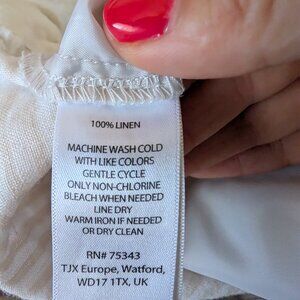 100% LINEN
MACHINE WASH COLD
WITH LIKE COLORS
GENTLE CYCLE
ONLY NON-CHLORINE
BLEACH WHEN NEEDED
LINE DRY
WARM IRON IF NEEDED
OR DRY CLEAN
RN# 75343
TJX Europe, Watford,
WD17 1TX, UK